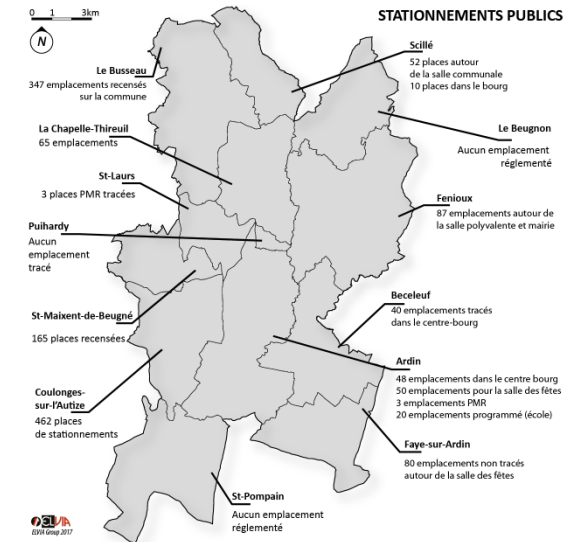 0 1 3km
N
STATIONNEMENTS PUBLICS
Scillé
52 places autour
de la salle communale
10 places dans le bourg
Le Busseau
347 emplacements recensés
sur la commune
Le Beugnon
Aucun emplacement
réglementé
La Chapelle-Thireuil
65 emplacements
St-Laurs
3 places PMR tracées
Fenioux
87 emplacements autour de
la salle polyvalente et mairie
Puihardy
Aucun
emplacement
tracé
Beceleuf
40 emplacements tracés
dans le centre-bourg
St-Maixent-de-Beugné
165 places recensées
Ardin
48 emplacements dans le centre bourg
50 emplacements pour la salle des fêtes
3 emplacements PMR
20 emplacements programmé (école)
Coulonges-
sur-l'Autize
462 places
de stationnements
Faye-sur-Ardin
80 emplacements non tracés
autour de la salle des fêtes
St-Pompain
Aucun emplacement
réglementé
ELVIA
ELVIA Group 2017